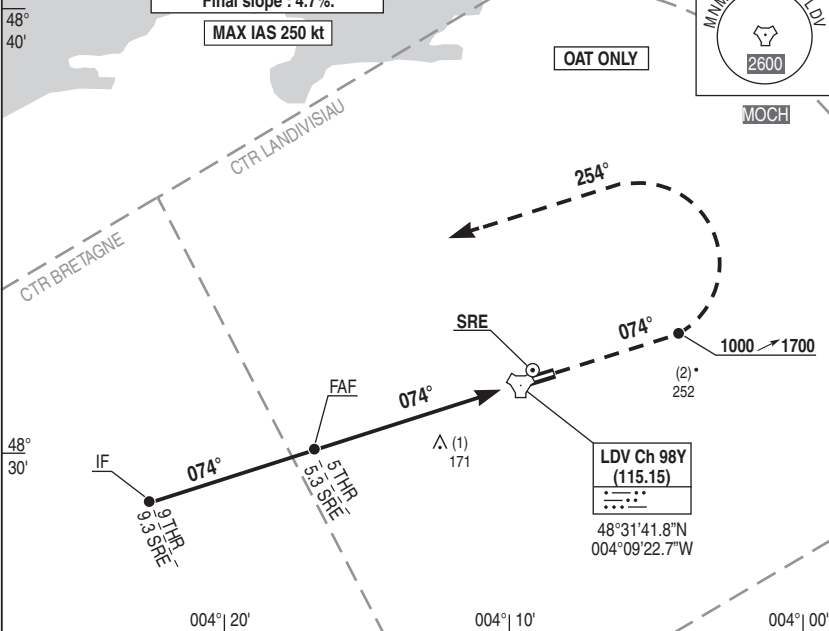 Final slope : 4.7%.
MAX IAS 250 kt
48°
40'
OAT ONLY
MNM
LDV
2600
MOCH
CTR LANDIVISIAU
CTR BRETAGNE
254°
SRE
074°
1000 1700
(2)
252
FAF
074°
(1)
171
48°
30'
IF
074°
5 THR
5.3 SRE
9 THR
9.3 SRE
LDV Ch 98Y
(115.15)
48°31'41.8"N
004°09'22.7"W
004° 20'
004° 10'
004° 00'